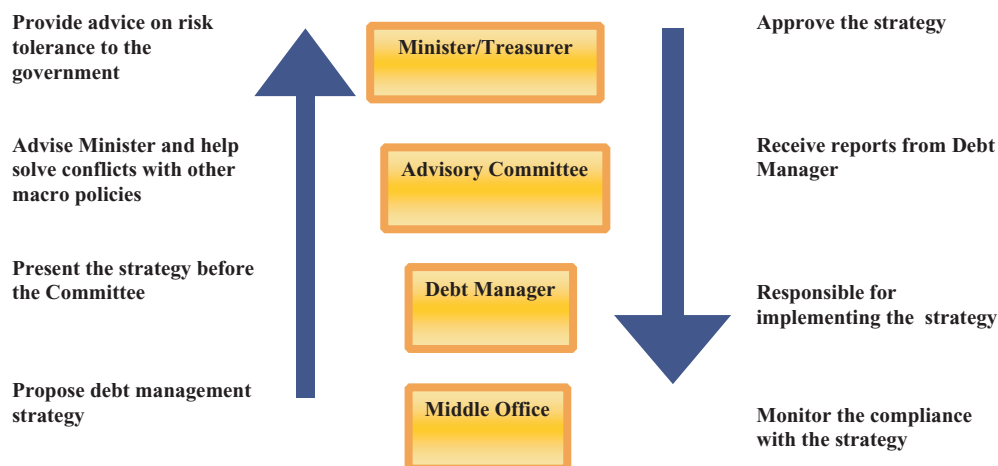 Provide advice on risk
tolerance to the
government
Minister/Treasurer
Approve the strategy
Advise Minister and help
solve conflicts with other
macro policies
Advisory Committee
Receive reports from Debt
Manager
Present the strategy before
the Committee
Debt Manager
Responsible for
implementing the strategy
Propose debt management
strategy
Middle Office
Monitor the compliance
with the strategy